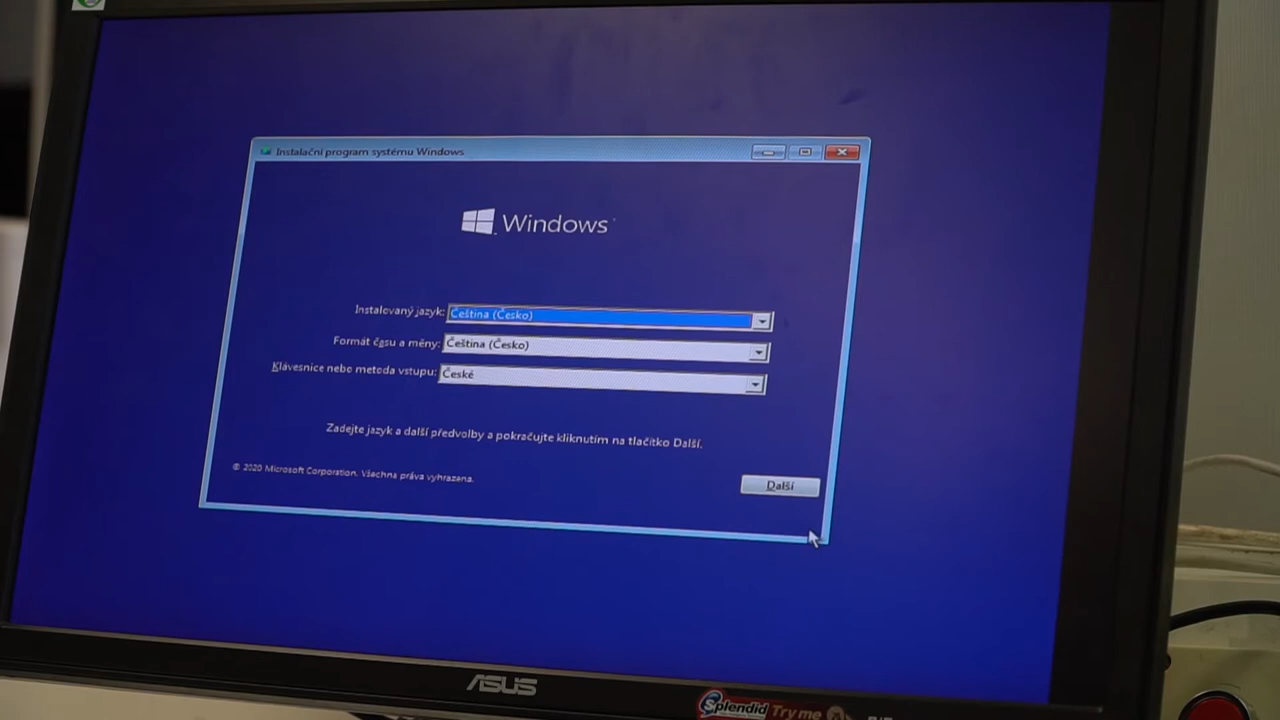 Instalační program systému Windows
Windows
Instalovaný jazyk: Čeština (Česko)
Formát času a měny: Čeština (Česko)
Klávesnice nebo metoda vstupu: České
Zadejte jazyk a další předvolby a pokračujte kliknutím na tlačítko Další.
© 2020 Microsoft Corporation. Všechna práva vyhrazena.
Další
ASUS
Splendid Try me